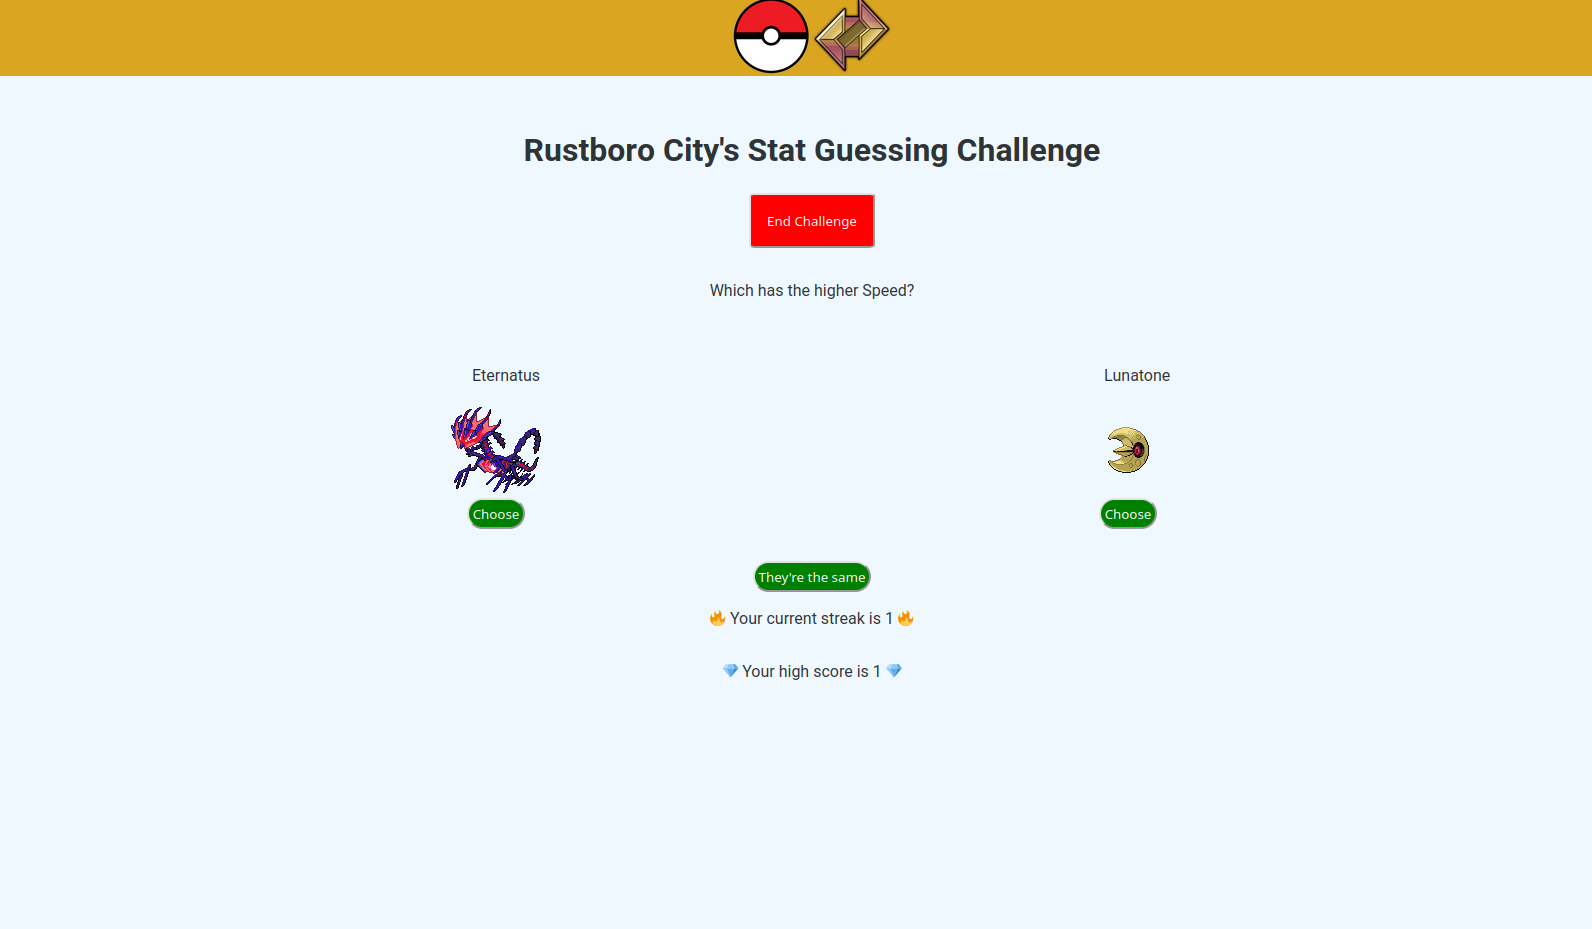 Rustboro City's Stat Guessing Challenge
End Challenge
Which has the higher Speed?
Eternatus
Lunatone
Choose
Choose
They're the same
🔥 Your current streak is 1 🔥
💎 Your high score is 1 💎